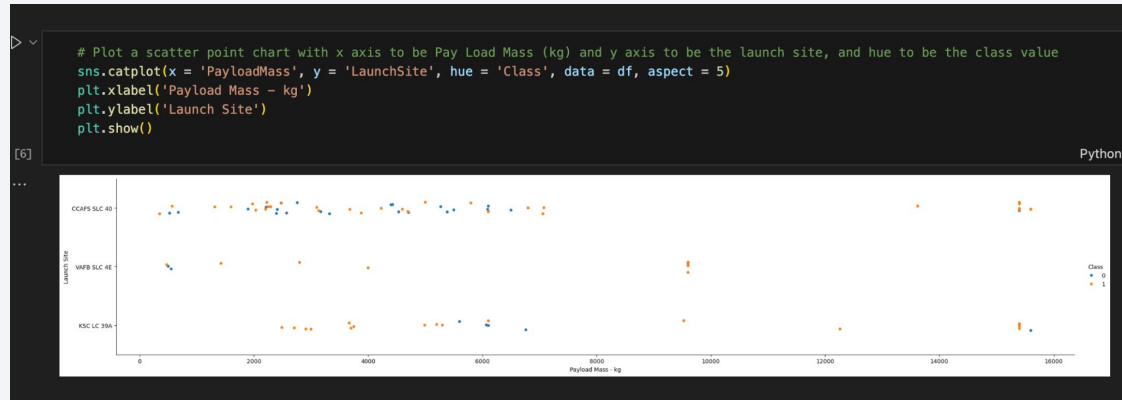 # Plot a scatter point chart with x axis to be Pay Load Mass (kg) and y axis to be the launch site, and hue to be the class value
sns.catplot(x = 'PayloadMass', y = 'LaunchSite', hue = 'Class', data = df, aspect = 5)
plt.xlabel('Payload Mass – kg')
plt.ylabel('Launch Site')
plt.show()
[6]
Python
...
CCAFS SLC 40
VAFB SLC 4E
KSC LC 39A
Launch Site
Class
0
1
0 2000 4000 6000 8000 10000 12000 14000 16000
Payload Mass - kg